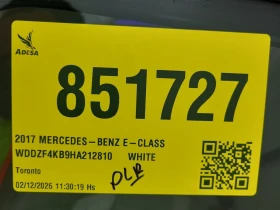 ADESA
851727
2017 MERCEDES-BENZ E-CLASS
WDDZF4KB9HA212810 WHITE
Toronto
02/12/2026 11:30:19 Hs
PLR